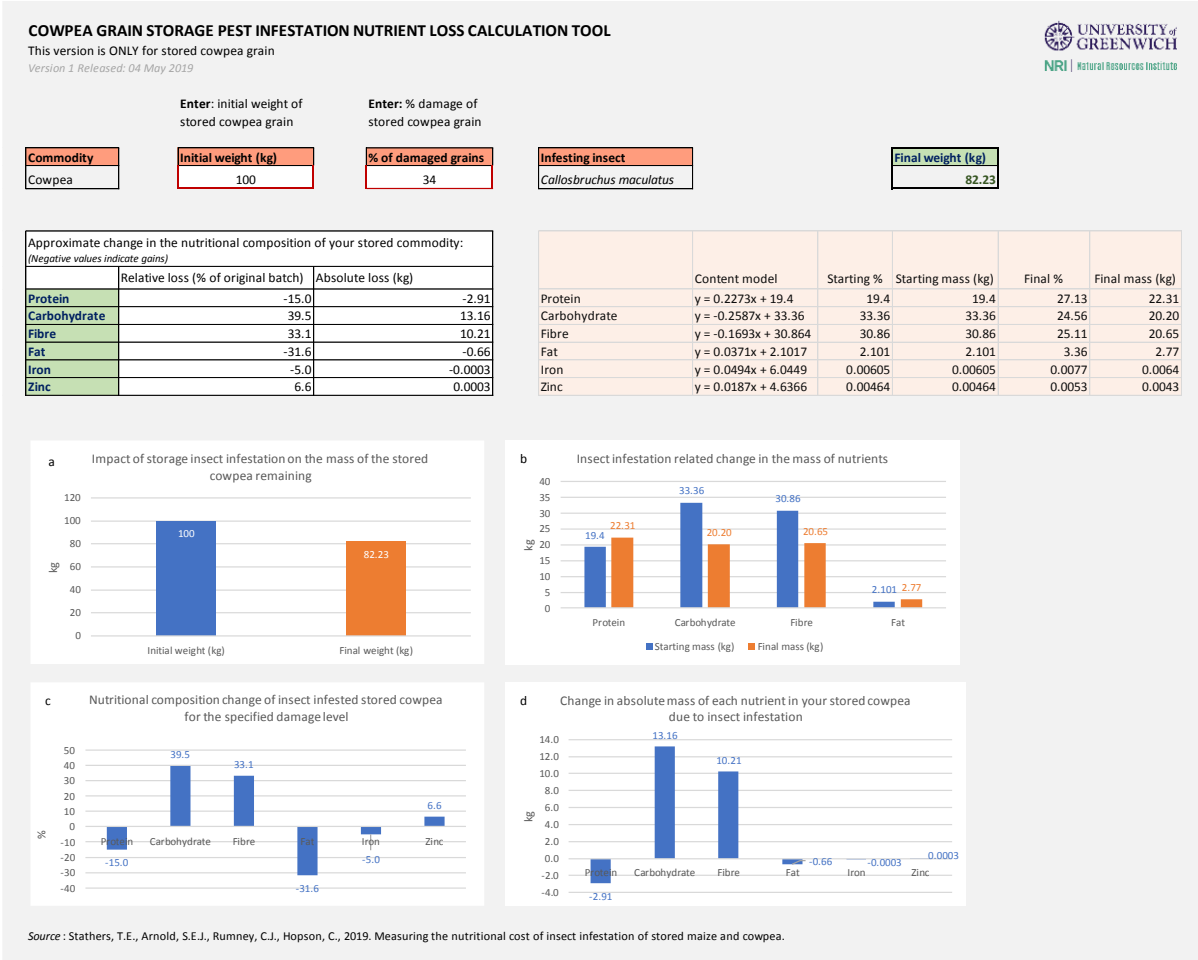 COWPEA GRAIN STORAGE PEST INFESTATION NUTRIENT LOSS CALCULATION TOOL
This version is ONLY for stored cowpea grain
Version 1 Released: 04 May 2019
UNIVERSITY of
GREENWICH
NRI | Natural Resources Institute
Enter: initial weight of
stored cowpea grain
Enter: % damage of
stored cowpea grain
Commodity Initial weight (kg) % of damaged grains Infesting insect Final weight (kg)
Cowpea 100 34 Callosbruchus maculatus 82.23
Approximate change in the nutritional composition of your stored commodity:
(Negative values indicate gains)
Relative loss (% of original batch) Absolute loss (kg)
Protein -15.0 -2.91
Carbohydrate 39.5 13.16
Fibre 33.1 10.21
Fat -31.6 -0.66
Iron -5.0 -0.0003
Zinc 6.6 0.0003
Content model Starting % Starting mass (kg) Final % Final mass (kg)
Protein y = 0.2273x + 19.4 19.4 19.4 27.13 22.31
Carbohydrate y = -0.2587x + 33.36 33.36 33.36 24.56 20.20
Fibre y = -0.1693x + 30.864 30.86 30.86 25.11 20.65
Fat y = 0.0371x + 2.1017 2.101 2.101 3.36 2.77
Iron y = 0.0494x + 6.0449 0.00605 0.00605 0.0077 0.0064
Zinc y = 0.0187x + 4.6366 0.00464 0.00464 0.0053 0.0043
a
Impact of storage insect infestation on the mass of the stored
cowpea remaining
120
100
80
60
40
20
0
kg
100
82.23
Initial weight (kg) Final weight (kg)
b
Insect infestation related change in the mass of nutrients
40
35
30
25
20
15
10
5
0
kg
19.4 22.31 33.36 20.20 30.86 20.65 2.101 2.77
Protein Carbohydrate Fibre Fat
Starting mass (kg) Final mass (kg)
c
Nutritional composition change of insect infested stored cowpea
for the specified damage level
50
40
30
20
10
0
-10
-20
-30
-40
%
39.5 33.1 6.6
Protein Carbohydrate Fibre Fat Iron Zinc
-15.0 -5.0
-31.6
d
Change in absolute mass of each nutrient in your stored cowpea
due to insect infestation
14.0
12.0
10.0
8.0
6.0
4.0
2.0
0.0
-2.0
-4.0
kg
13.16
10.21
-0.66 -0.0003 0.0003
Protein Carbohydrate Fibre Fat Iron Zinc
-2.91
Source : Stathers, T.E., Arnold, S.E.J., Rumney, C.J., Hopson, C., 2019. Measuring the nutritional cost of insect infestation of stored maize and cowpea.